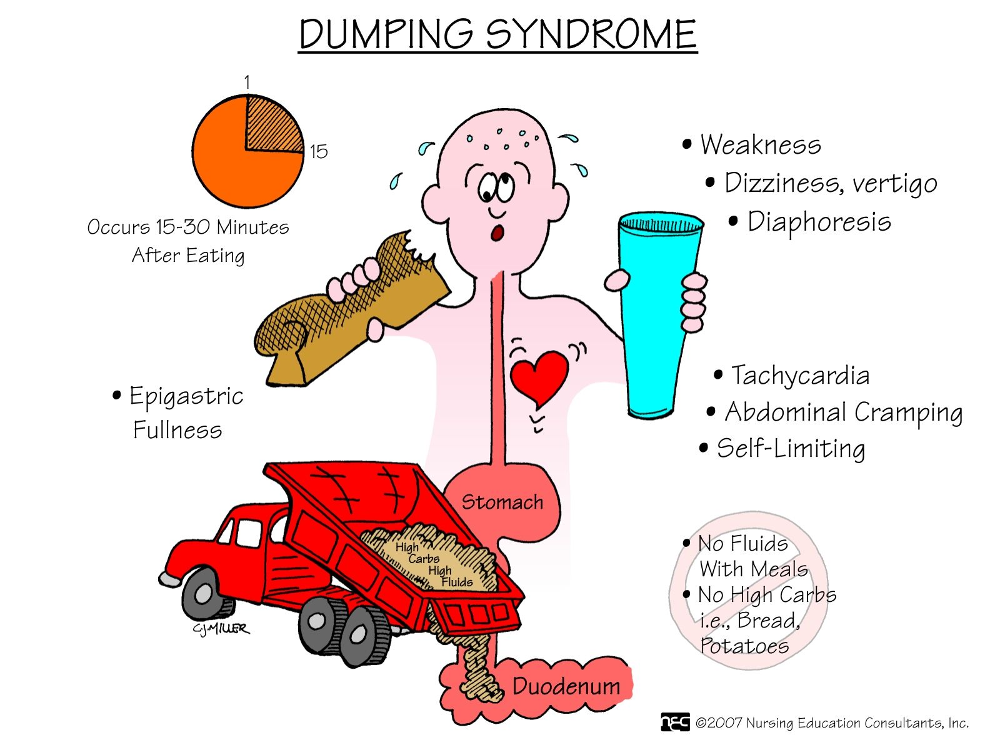 DUMPING SYNDROME
1
15
Occurs 15-30 Minutes
After Eating
• Weakness
• Dizziness, vertigo
• Diaphoresis
• Epigastric
Fullness
• Tachycardia
• Abdominal Cramping
• Self-Limiting
Stomach
High
Carbs
High
Fluids
• No Fluids
With Meals
• No High Carbs
i.e., Bread,
Potatoes
C.J.MILLER
Duodenum
nec ©2007 Nursing Education Consultants, Inc.